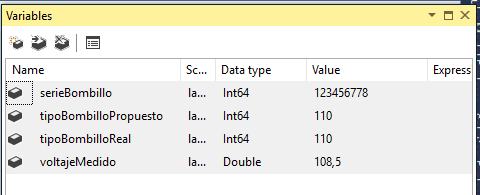 Variables
Name Sc... Data type Value Express
serieBombillo la... Int64 123456778
tipoBombilloPropuesto la... Int64 110
tipoBombilloReal la... Int64 110
voltajeMedido la... Double 108,5